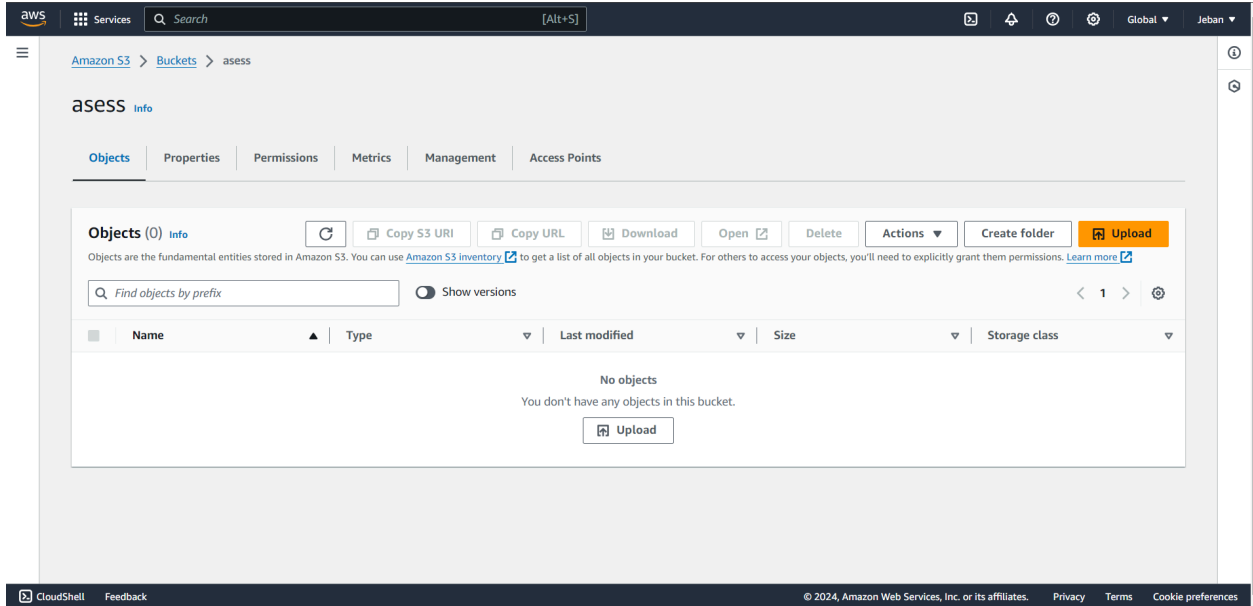 aws Services Search [Alt+S] Global ▼ Jeban ▼
Amazon S3 > Buckets > asess
asess Info
Objects Properties Permissions Metrics Management Access Points
Objects (0) Info Copy S3 URI Copy URL Download Open Delete Actions ▼ Create folder Upload
Objects are the fundamental entities stored in Amazon S3. You can use Amazon S3 inventory to get a list of all objects in your bucket. For others to access your objects, you'll need to explicitly grant them permissions. Learn more
Find objects by prefix Show versions < 1 >
Name Type Last modified Size Storage class
No objects
You don't have any objects in this bucket.
Upload
CloudShell Feedback © 2024, Amazon Web Services, Inc. or its affiliates. Privacy Terms Cookie preferences